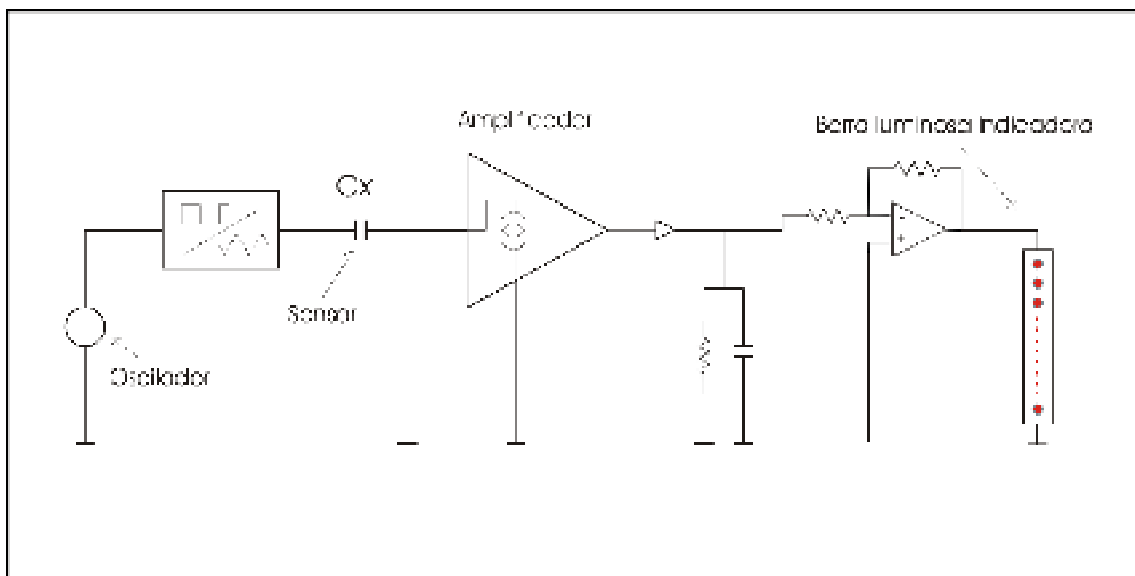 Amplificador
Barra luminosa indicadora
Cx
Sensor
Oscilador